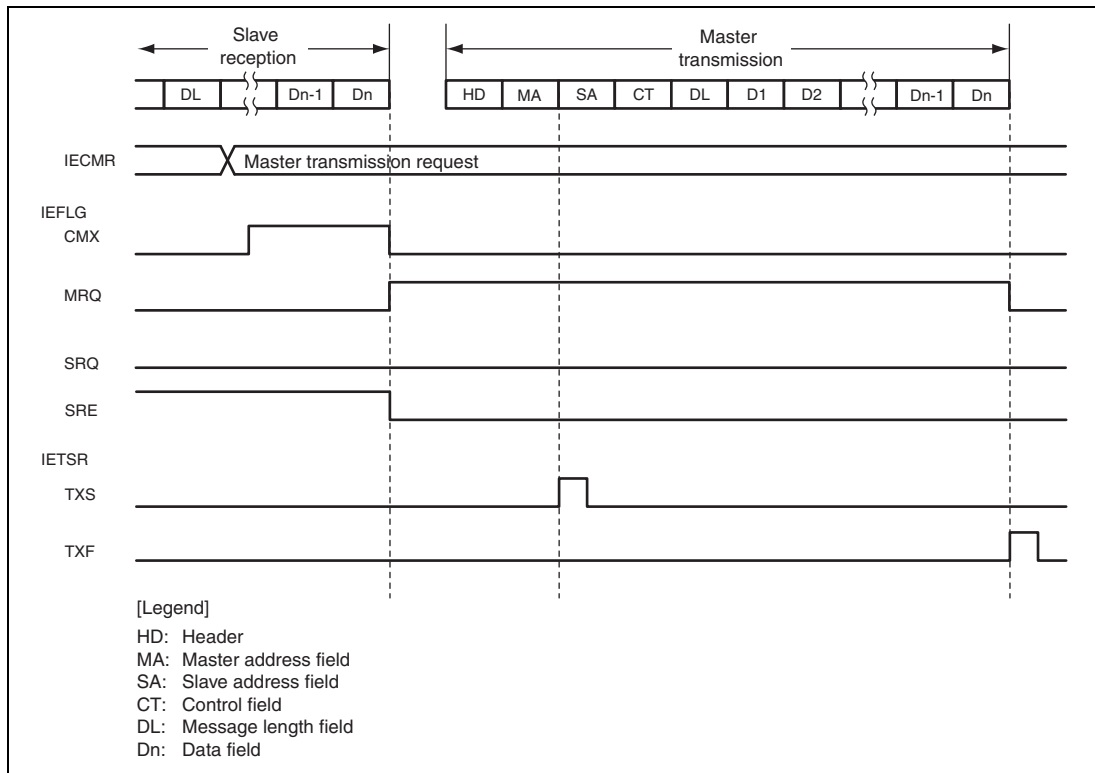 Slave
reception
Master
transmission
DL Dn-1 Dn HD MA SA CT DL D1 D2 Dn-1 Dn
IECMR Master transmission request
IEFLG
CMX
MRQ
SRQ
SRE
IETSR
TXS
TXF
[Legend]
HD: Header
MA: Master address field
SA: Slave address field
CT: Control field
DL: Message length field
Dn: Data field